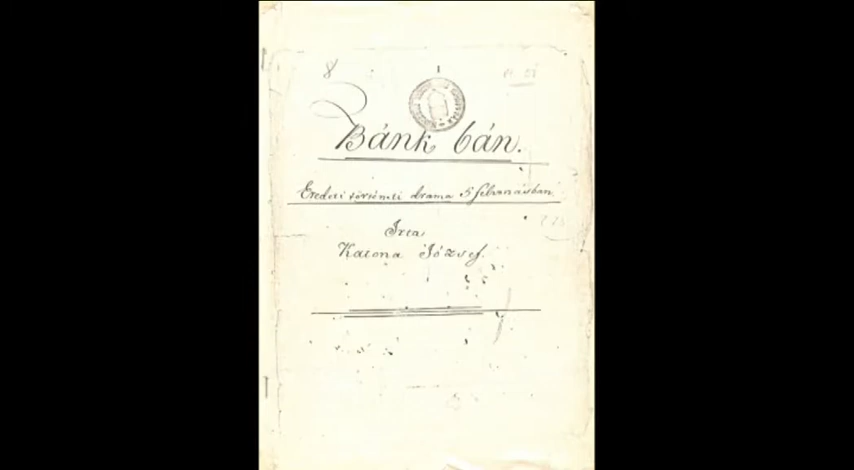 8
Bánk bán.
Eredeti történeti dráma 5 felvonásban
Irta,
Katona József.